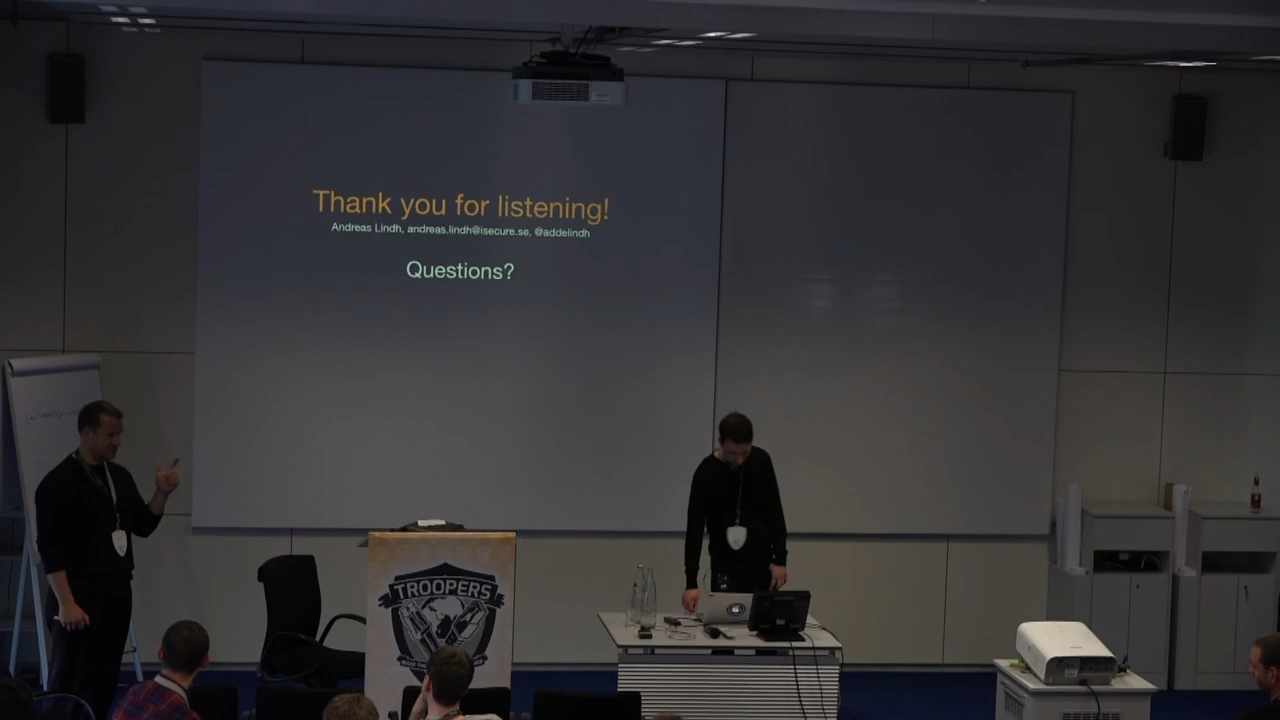 Thank you for listening!
Andreas Lindh, andreas.lindh@isecure.se, @addelindh
Questions?
TROOPERS